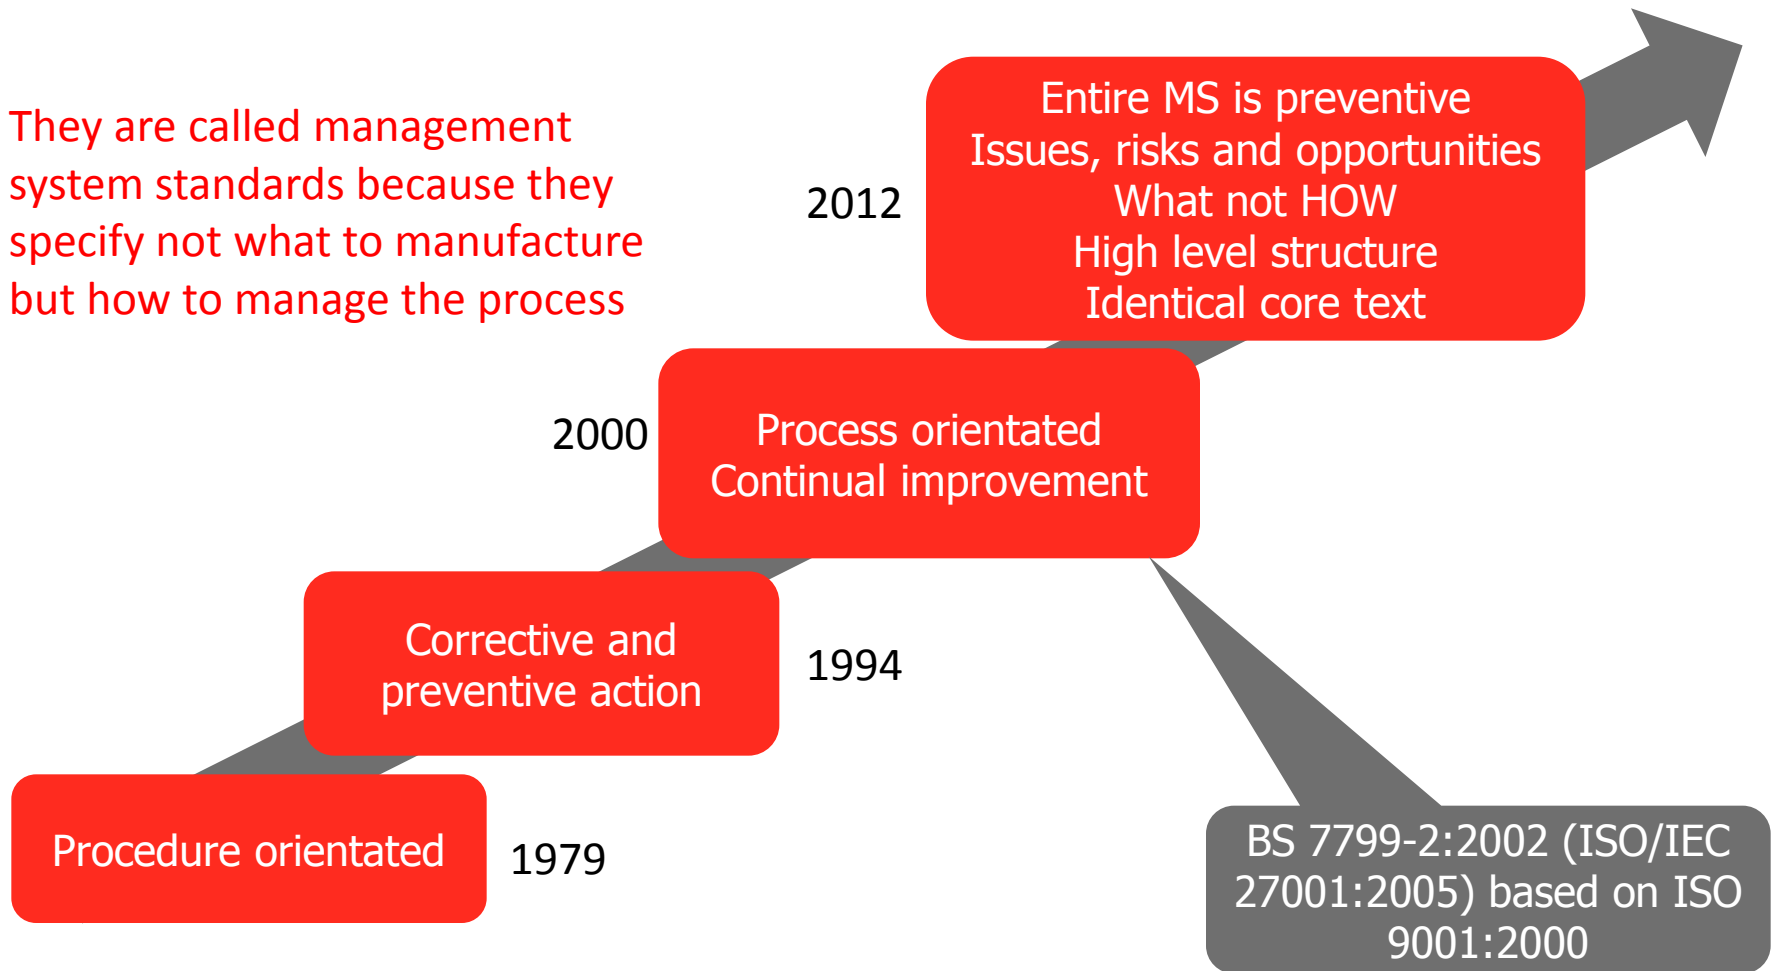 They are called management
system standards because they
specify not what to manufacture
but how to manage the process
2012
Entire MS is preventive
Issues, risks and opportunities
What not HOW
High level structure
Identical core text
2000
Process orientated
Continual improvement
Corrective and
preventive action
1994
Procedure orientated
1979
BS 7799-2:2002 (ISO/IEC
27001:2005) based on ISO
9001:2000